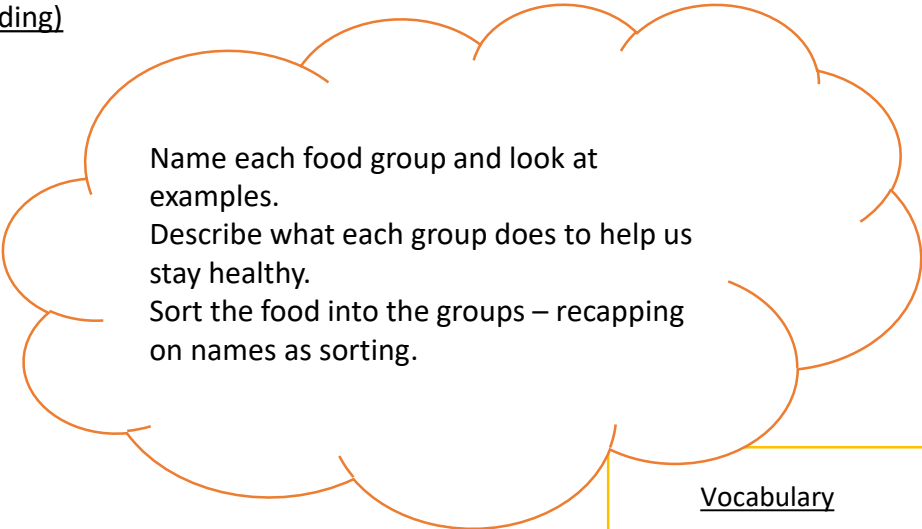 ding)
Name each food group and look at
examples.
Describe what each group does to help us
stay healthy.
Sort the food into the groups – recapping
on names as sorting.
Vocabulary